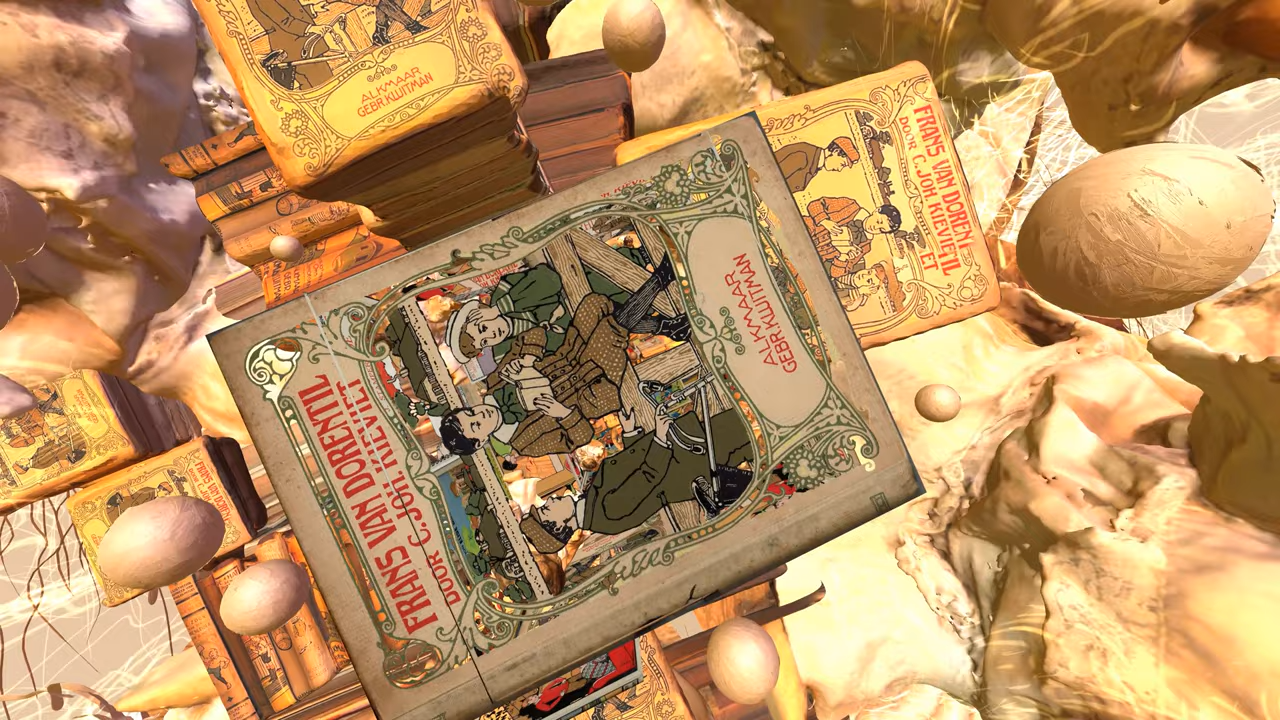 FRANS VAN DORENTIL
DOOR C. JOH. KIEVIET
ALKMAAR
GEBR. KLUITMAN
ALKMAAR
GEBR. KLUITMAN
FRANS VAN DORENTIL
DOOR C. JOH. KIEVIET